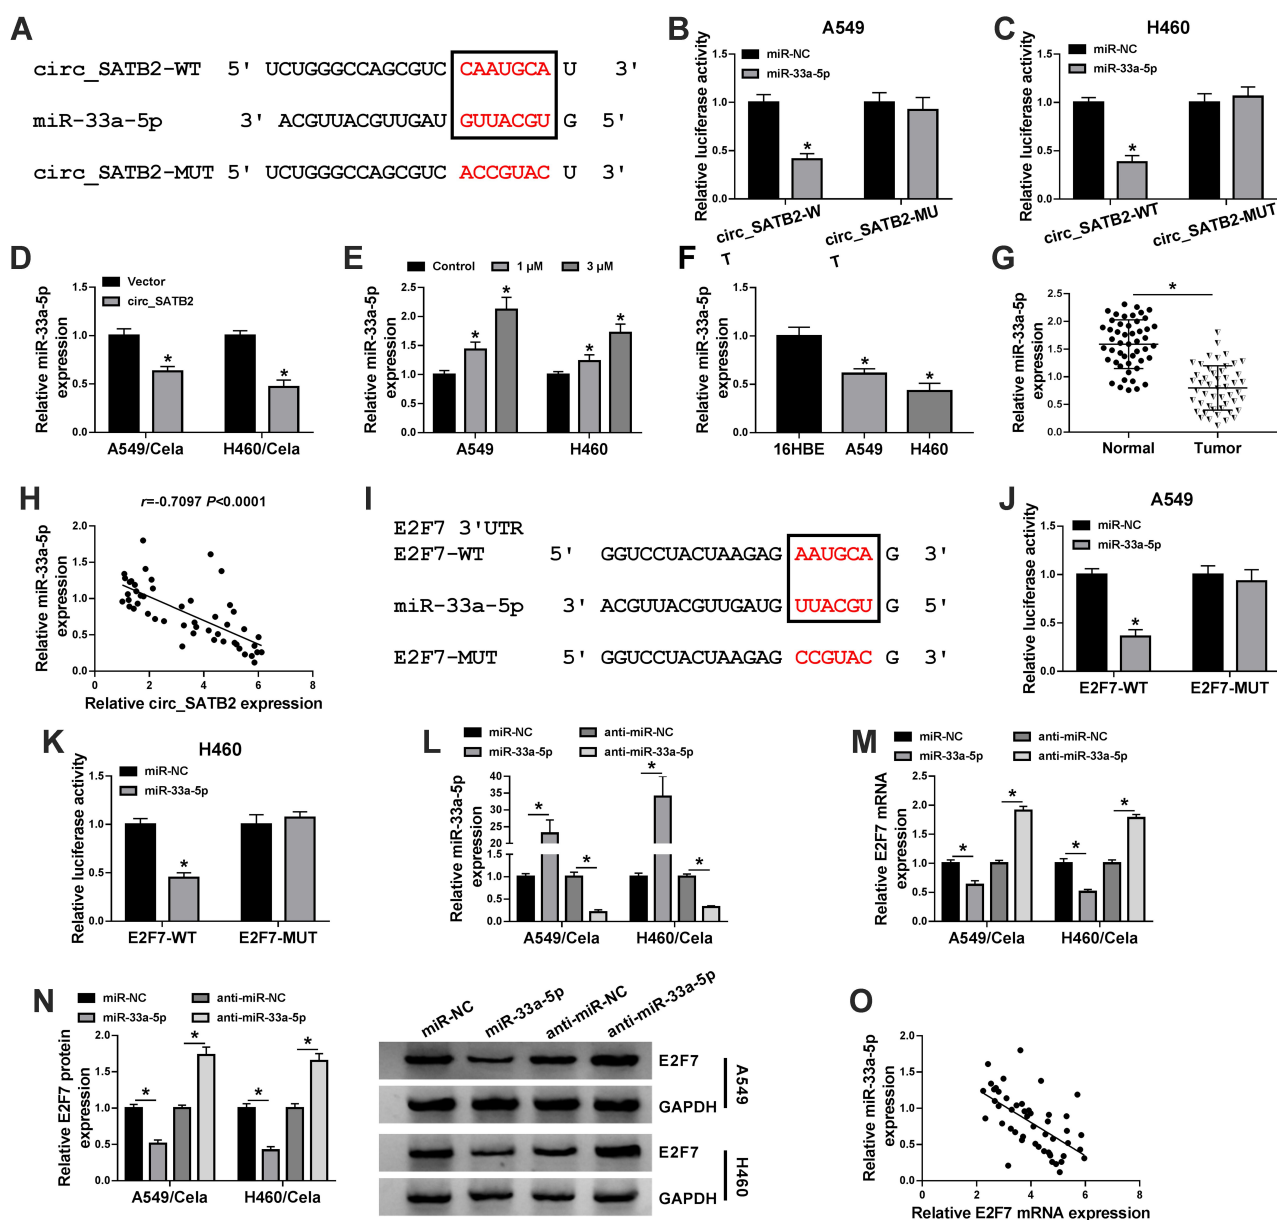 A
circ_SATB2-WT 5' UCUGGGCCAGCGUC CAAUGCA U 3'
miR-33a-5p 3' ACGUUACGUUGAU GUUACGU G 5'
circ_SATB2-MUT 5' UCUGGGCCAGCGUC ACCGUAC U 3'
B
A549
miR-NC
miR-33a-5p
Relative luciferase activity
1.5
1.0
0.5
0.0
*
circ_SATB2-W
T
circ_SATB2-MU
T
C
H460
miR-NC
miR-33a-5p
Relative luciferase activity
1.5
1.0
0.5
0.0
*
circ_SATB2-WT
circ_SATB2-MUT
D
Vector
circ_SATB2
Relative miR-33a-5p
expression
1.5
1.0
0.5
0.0
* *
A549/Cela H460/Cela
E
Control 1 μM 3 μM
Relative miR-33a-5p
expression
2.5
2.0
1.5
1.0
0.5
0.0
* * * *
A549 H460
F
Relative miR-33a-5p
expression
1.5
1.0
0.5
0.0
* *
16HBE A549 H460
G
Relative miR-33a-5p
expression
2.5
2.0
1.5
1.0
0.5
0.0
*
Normal Tumor
H
r=-0.7097 P<0.0001
Relative miR-33a-5p
expression
2.0
1.5
1.0
0.5
0.0
0 2 4 6 8
Relative circ_SATB2 expression
I
E2F7 3'UTR
E2F7-WT 5' GGUCCUACUAAGAG AAUGCA G 3'
miR-33a-5p 3' ACGUUACGUUGAUG UUACGU G 5'
E2F7-MUT 5' GGUCCUACUAAGAG CCGUAC G 3'
J
A549
miR-NC
miR-33a-5p
Relative luciferase activity
1.5
1.0
0.5
0.0
*
E2F7-WT E2F7-MUT
K
H460
miR-NC
miR-33a-5p
Relative luciferase activity
1.5
1.0
0.5
0.0
*
E2F7-WT E2F7-MUT
L
miR-NC anti-miR-NC
miR-33a-5p anti-miR-33a-5p
Relative miR-33a-5p
expression
40
35
30
25
20
1.5
1.0
0.5
0.0
* * * *
A549/Cela H460/Cela
M
miR-NC anti-miR-NC
miR-33a-5p anti-miR-33a-5p
Relative E2F7 mRNA
expression
2.5
2.0
1.5
1.0
0.5
0.0
* * * *
A549/Cela H460/Cela
N
miR-NC anti-miR-NC
miR-33a-5p anti-miR-33a-5p
Relative E2F7 protein
expression
2.0
1.5
1.0
0.5
0.0
* * * *
A549/Cela H460/Cela
miR-NC miR-33a-5p anti-miR-NC anti-miR-33a-5p
E2F7
GAPDH
A549
E2F7
GAPDH
H460
O
Relative miR-33a-5p
expression
2.0
1.5
1.0
0.5
0.0
0 2 4 6 8
Relative E2F7 mRNA expression